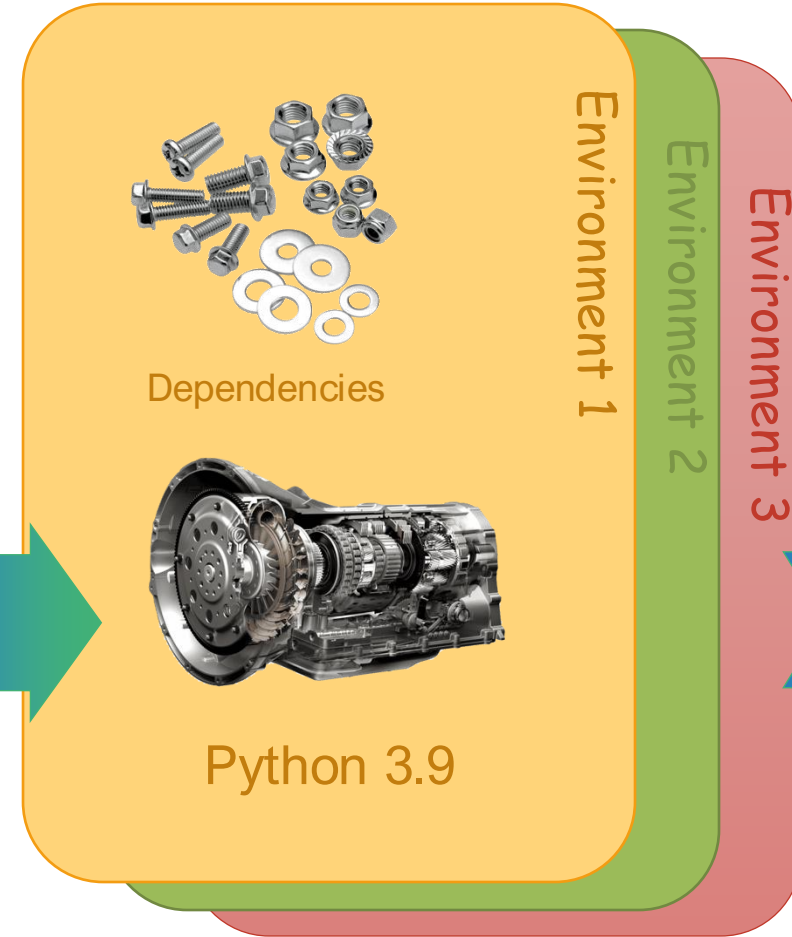 Environment 1
Environment 2
Environment 3
Dependencies
Python 3.9